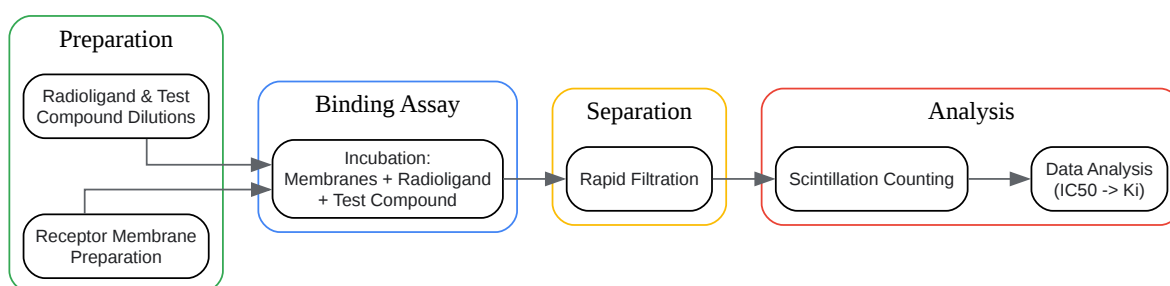 Preparation
Radioligand & Test
Compound Dilutions
Receptor Membrane
Preparation
Binding Assay
Incubation:
Membranes + Radioligand
+ Test Compound
Separation
Rapid Filtration
Analysis
Scintillation Counting
Data Analysis
(IC50 -> Ki)